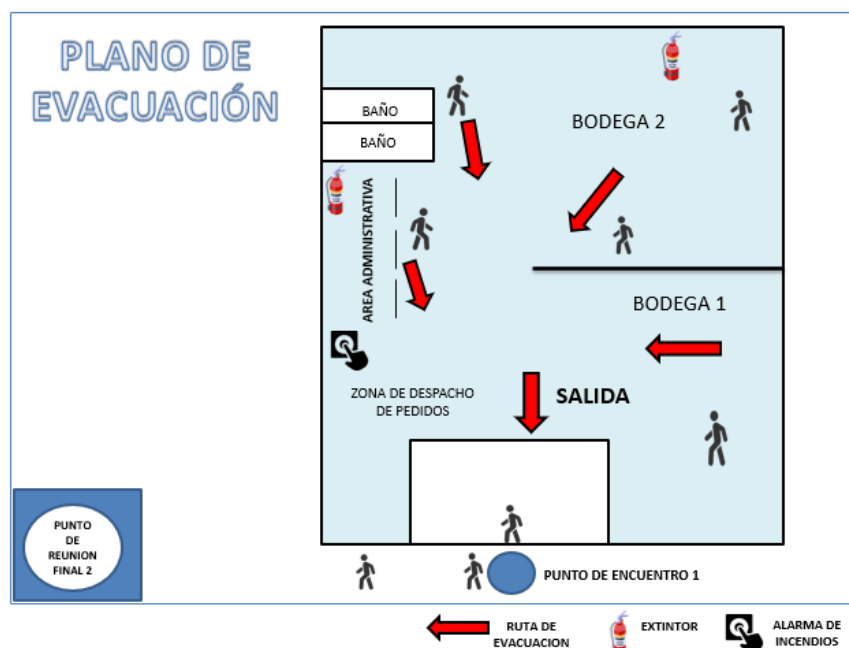 PLANO DE
EVACUACIÓN
BAÑO
BAÑO
BODEGA 2
AREA ADMINISTRATIVA
BODEGA 1
ZONA DE DESPACHO
DE PEDIDOS
SALIDA
PUNTO
DE
REUNION
FINAL 2
PUNTO DE ENCUENTRO 1
RUTA DE
EVACUACION
EXTINTOR
ALARMA DE
INCENDIOS